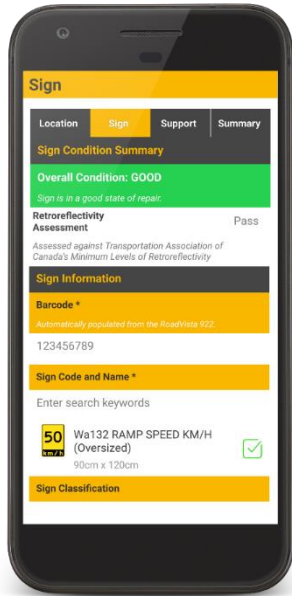 Sign
Location Sign Support Summary
Sign Condition Summary
Overall Condition: GOOD
Sign is in a good state of repair.
Retroreflectivity
Assessment
Pass
Assessed against Transportation Association of
Canada's Minimum Levels of Retroreflectivity
Sign Information
Barcode *
Automatically populated from the RoadVista 922.
123456789
Sign Code and Name *
Enter search keywords
50
km/h
Wa132 RAMP SPEED KM/H
(Oversized)
90cm x 120cm
Sign Classification